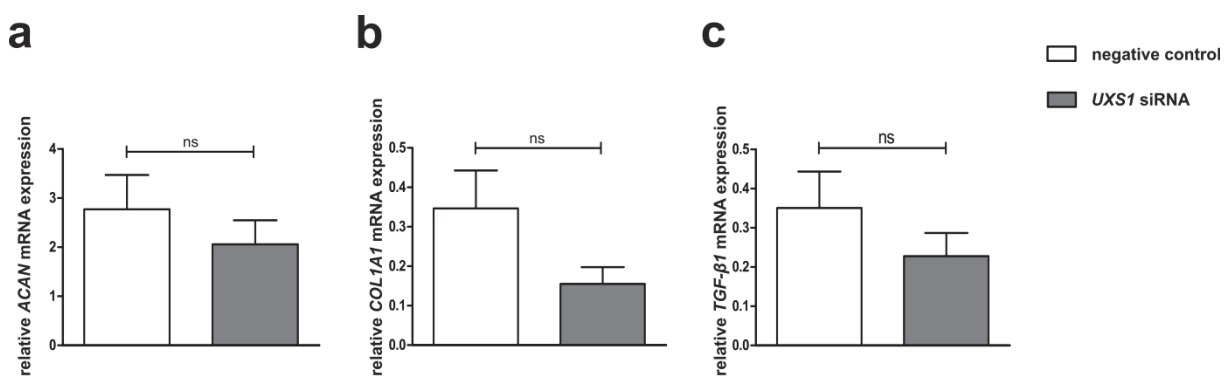 a
b
c
negative control
UXS1 siRNA
relative ACAN mRNA expression
4
3
2
1
0
ns
relative COL1A1 mRNA expression
0.5
0.4
0.3
0.2
0.1
0.0
ns
relative TGF-β1 mRNA expression
0.5
0.4
0.3
0.2
0.1
0.0
ns